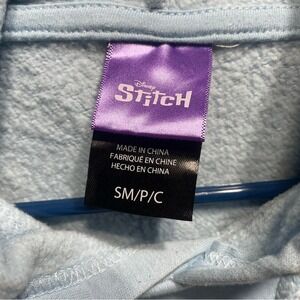 Disney
STITCH
MADE IN CHINA
FABRIQUÉ EN CHINE
HECHO EN CHINA
SM/P/C